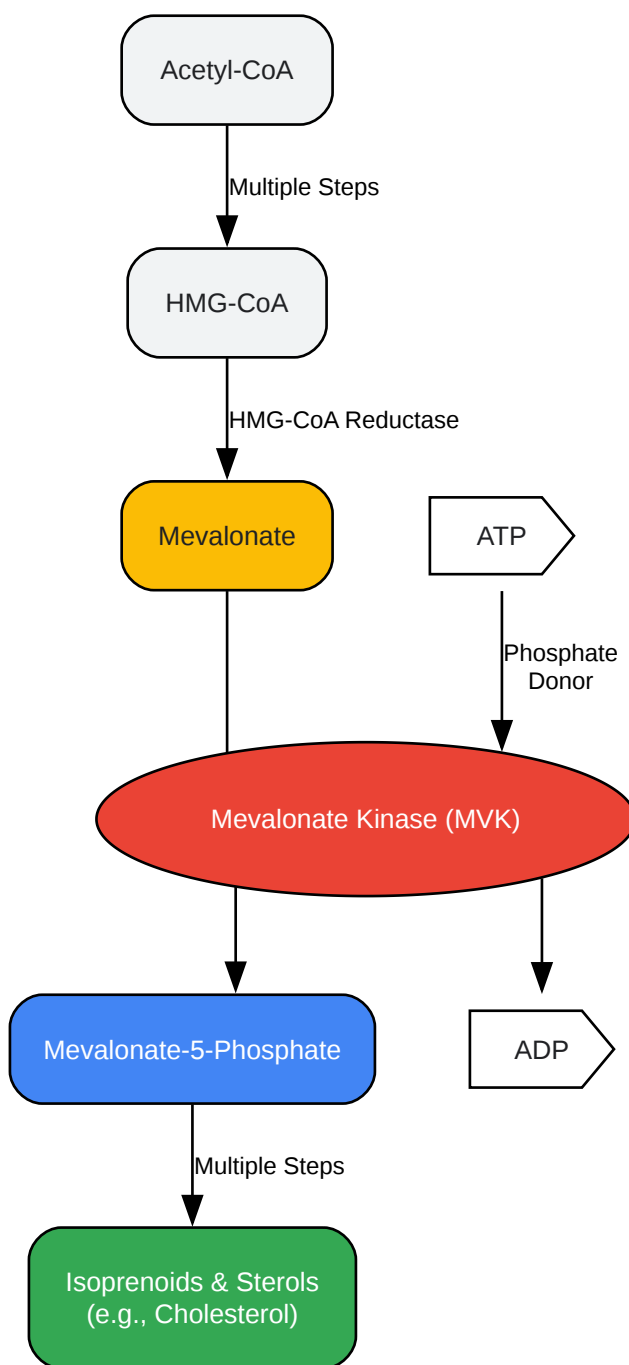 Acetyl-CoA
Multiple Steps
HMG-CoA
HMG-CoA Reductase
Mevalonate
ATP
Phosphate
Donor
Mevalonate Kinase (MVK)
Mevalonate-5-Phosphate
ADP
Multiple Steps
Isoprenoids & Sterols
(e.g., Cholesterol)